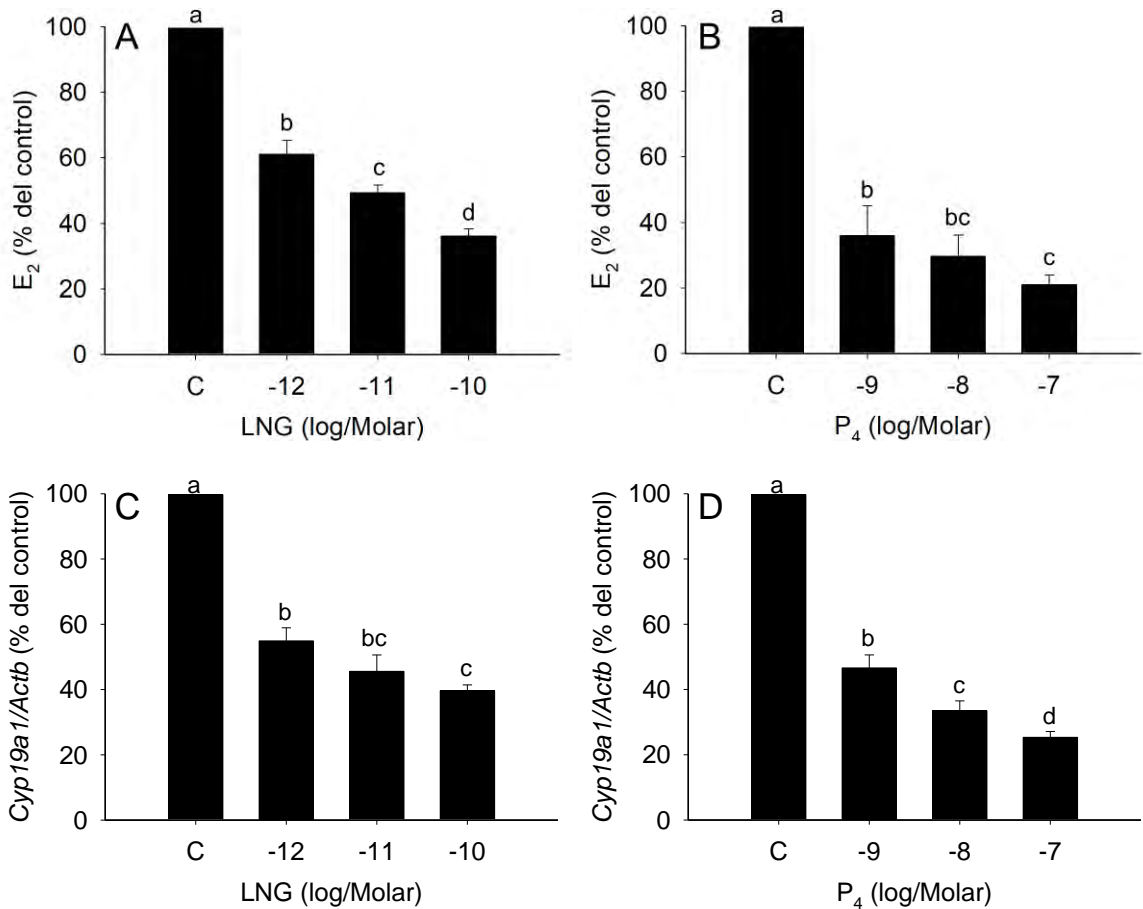 A
E₂ (% del control)
100
80
60
40
20
0
a
b
c
d
C -12 -11 -10
LNG (log/Molar)
B
E₂ (% del control)
100
80
60
40
20
0
a
b
bc
c
C -9 -8 -7
P₄ (log/Molar)
C
Cyp19a1/Actb (% del control)
100
80
60
40
20
0
a
b
bc
c
C -12 -11 -10
LNG (log/Molar)
D
Cyp19a1/Actb (% del control)
100
80
60
40
20
0
a
b
c
d
C -9 -8 -7
P₄ (log/Molar)